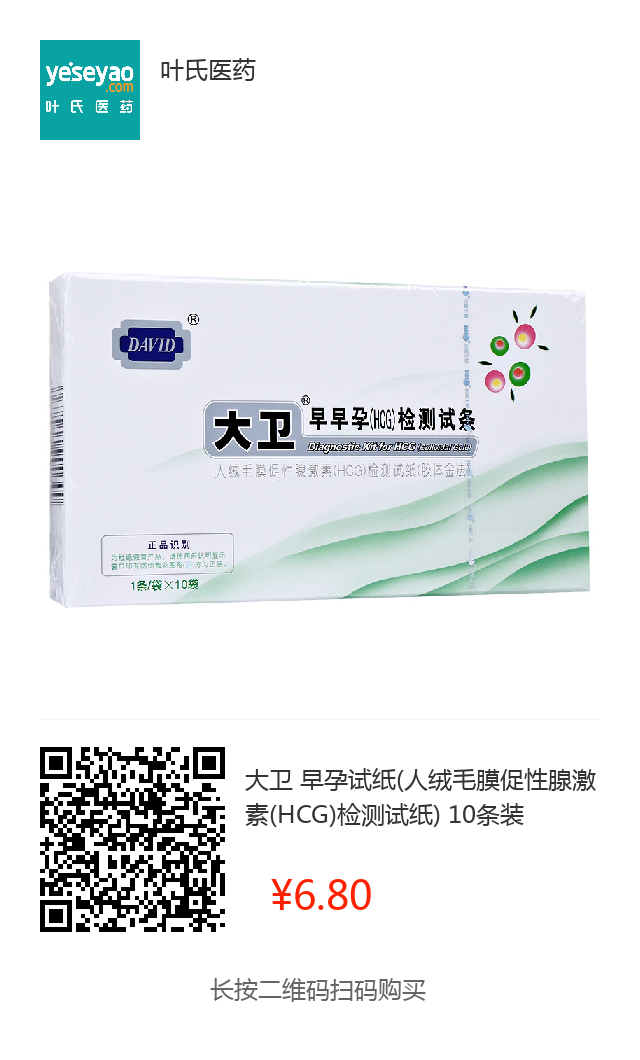 yeseyao
.com
叶氏医药
叶氏医药
DAVID
®
大卫
®
早早孕(HCG)检测试条
Diagnostic Kit for HCG (Colloidal Gold)
人绒毛膜促性腺激素(HCG)检测试纸(胶体金法)
正品识别
1条/袋×10袋
大卫 早孕试纸(人绒毛膜促性腺激
素(HCG)检测试纸) 10条装
¥6.80
长按二维码扫码购买